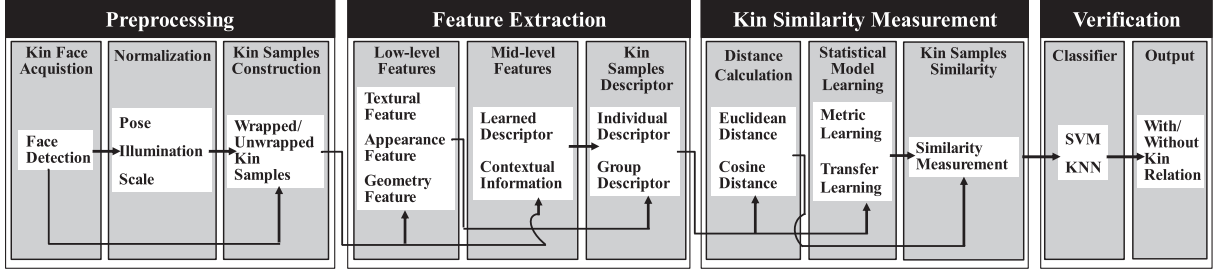 Preprocessing
Kin Face
Acquistion
Normalization
Kin Samples
Construction
Face
Detection
Pose
Illumination
Scale
Wrapped/
Unwrapped
Kin
Samples
Feature Extraction
Low-level
Features
Mid-level
Features
Kin
Samples
Descriptor
Textural
Feature
Appearance
Feature
Geometry
Feature
Learned
Descriptor
Contextual
Information
Individual
Descriptor
Group
Descriptor
Kin Similarity Measurement
Distance
Calculation
Statistical
Model
Learning
Kin Samples
Similarity
Euclidean
Distance
Cosine
Distance
Metric
Learning
Transfer
Learning
Similarity
Measurement
Verification
Classifier
Output
SVM
KNN
With/
Without
Kin
Relation